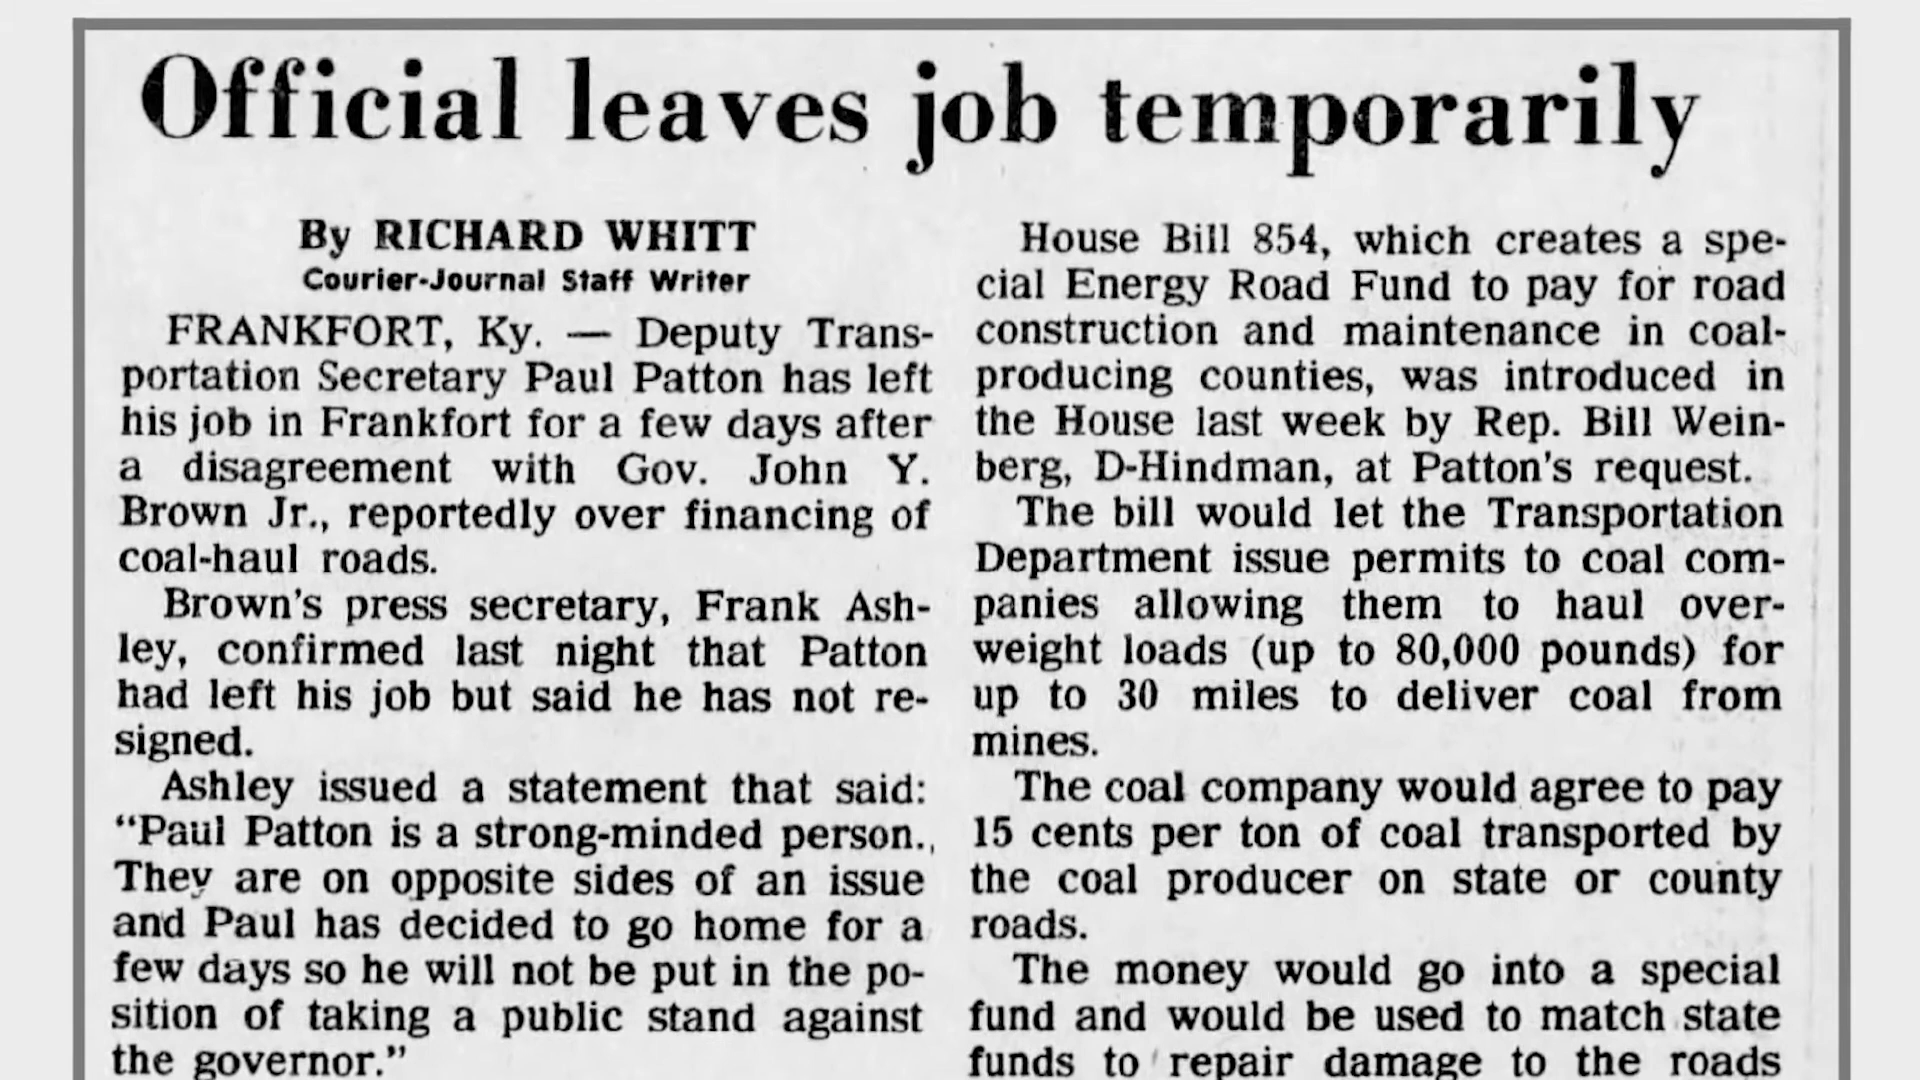 Official leaves job temporarily
By RICHARD WHITT
Courier-Journal Staff Writer
FRANKFORT, Ky. — Deputy Trans-
portation Secretary Paul Patton has left
his job in Frankfort for a few days after
a disagreement with Gov. John Y.
Brown Jr., reportedly over financing of
coal-haul roads.
Brown's press secretary, Frank Ash-
ley, confirmed last night that Patton
had left his job but said he has not re-
signed.
Ashley issued a statement that said:
“Paul Patton is a strong-minded person.
They are on opposite sides of an issue
and Paul has decided to go home for a
few days so he will not be put in the po-
sition of taking a public stand against
the governor.”
House Bill 854, which creates a spe-
cial Energy Road Fund to pay for road
construction and maintenance in coal-
producing counties, was introduced in
the House last week by Rep. Bill Wein-
berg, D-Hindman, at Patton's request.
The bill would let the Transportation
Department issue permits to coal com-
panies allowing them to haul over-
weight loads (up to 80,000 pounds) for
up to 30 miles to deliver coal from
mines.
The coal company would agree to pay
15 cents per ton of coal transported by
the coal producer on state or county
roads.
The money would go into a special
fund and would be used to match state
funds to repair damage to the roads